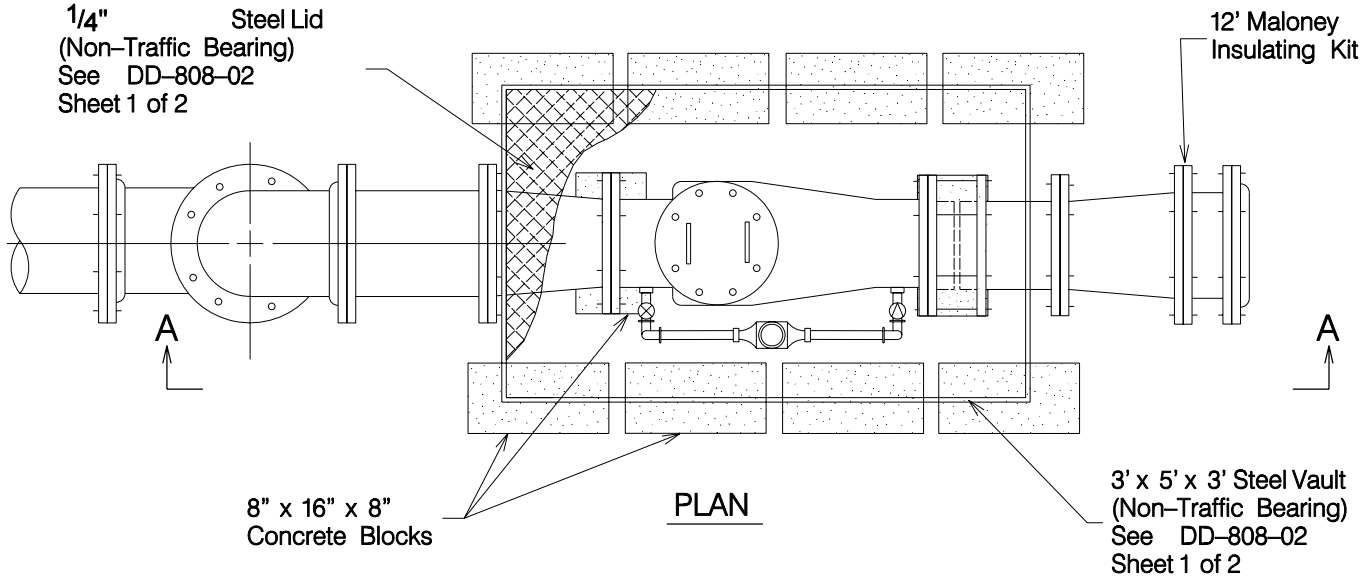 1/4" Steel Lid
(Non–Traffic Bearing)
See DD–808–02
Sheet 1 of 2
12' Maloney
Insulating Kit
A
A
8" x 16" x 8"
Concrete Blocks
PLAN
3' x 5' x 3' Steel Vault
(Non–Traffic Bearing)
See DD–808–02
Sheet 1 of 2